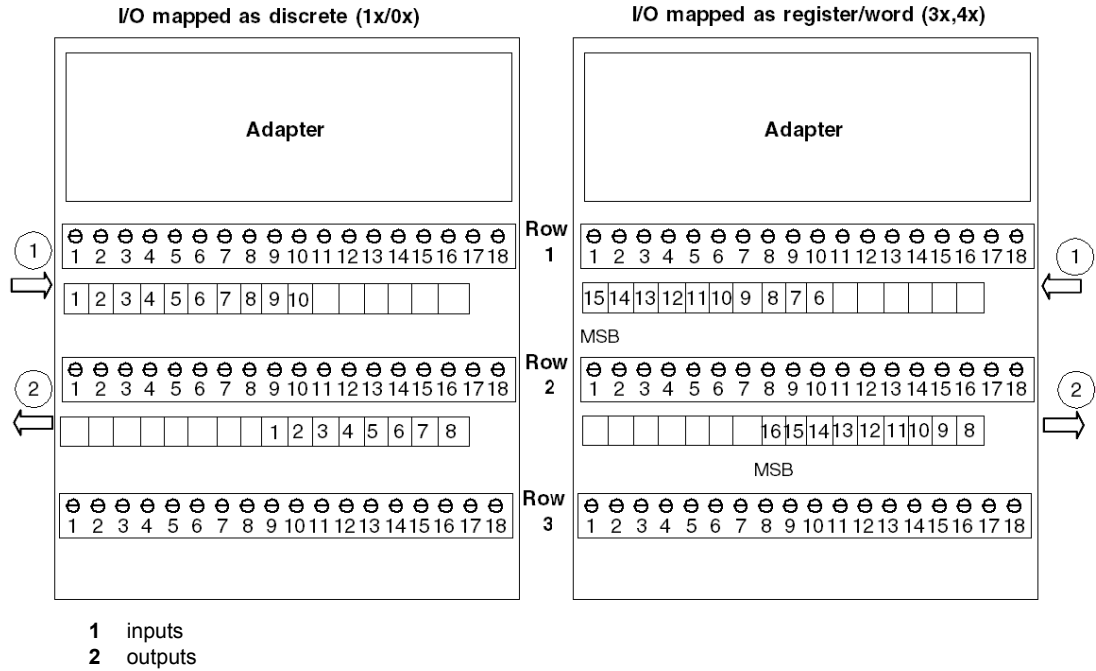 I/O mapped as discrete (1x/0x)
I/O mapped as register/word (3x,4x)
Adapter
Adapter
1
1 2 3 4 5 6 7 8 9 10 11 12 13 14 15 16 17 18
Row
1
1 2 3 4 5 6 7 8 9 10 11 12 13 14 15 16 17 18
1
1 2 3 4 5 6 7 8 9 10
15 14 13 12 11 10 9 8 7 6
MSB
2
1 2 3 4 5 6 7 8 9 10 11 12 13 14 15 16 17 18
Row
2
1 2 3 4 5 6 7 8 9 10 11 12 13 14 15 16 17 18
2
1 2 3 4 5 6 7 8
16 15 14 13 12 11 10 9 8
MSB
1 2 3 4 5 6 7 8 9 10 11 12 13 14 15 16 17 18
Row
3
1 2 3 4 5 6 7 8 9 10 11 12 13 14 15 16 17 18
1 inputs
2 outputs